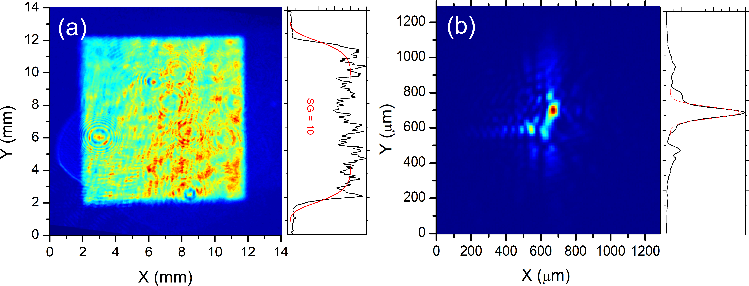 (a)
14
12
10
8
6
4
2
0
Y (mm)
0 2 4 6 8 10 12 14
X (mm)
SG = 10
(b)
1200
1000
800
600
400
200
0
Y (μm)
0 200 400 600 800 1000 1200
X (μm)